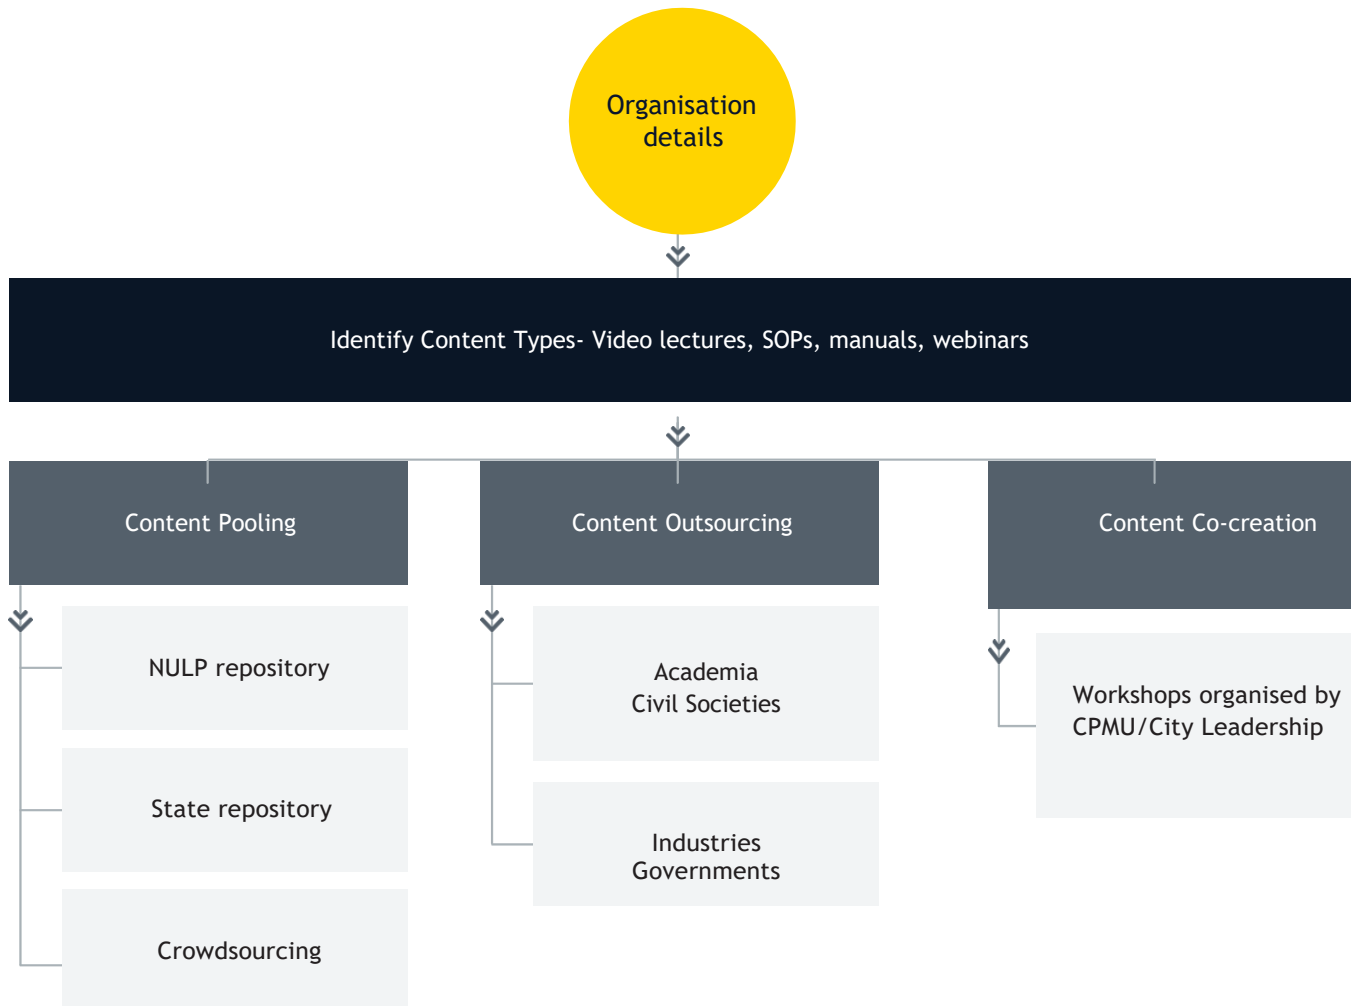 Organisation
details
Identify Content Types- Video lectures, SOPs, manuals, webinars
Content Pooling
NULP repository
State repository
Crowdsourcing
Content Outsourcing
Academia
Civil Societies
Industries
Governments
Content Co-creation
Workshops organised by
CPMU/City Leadership